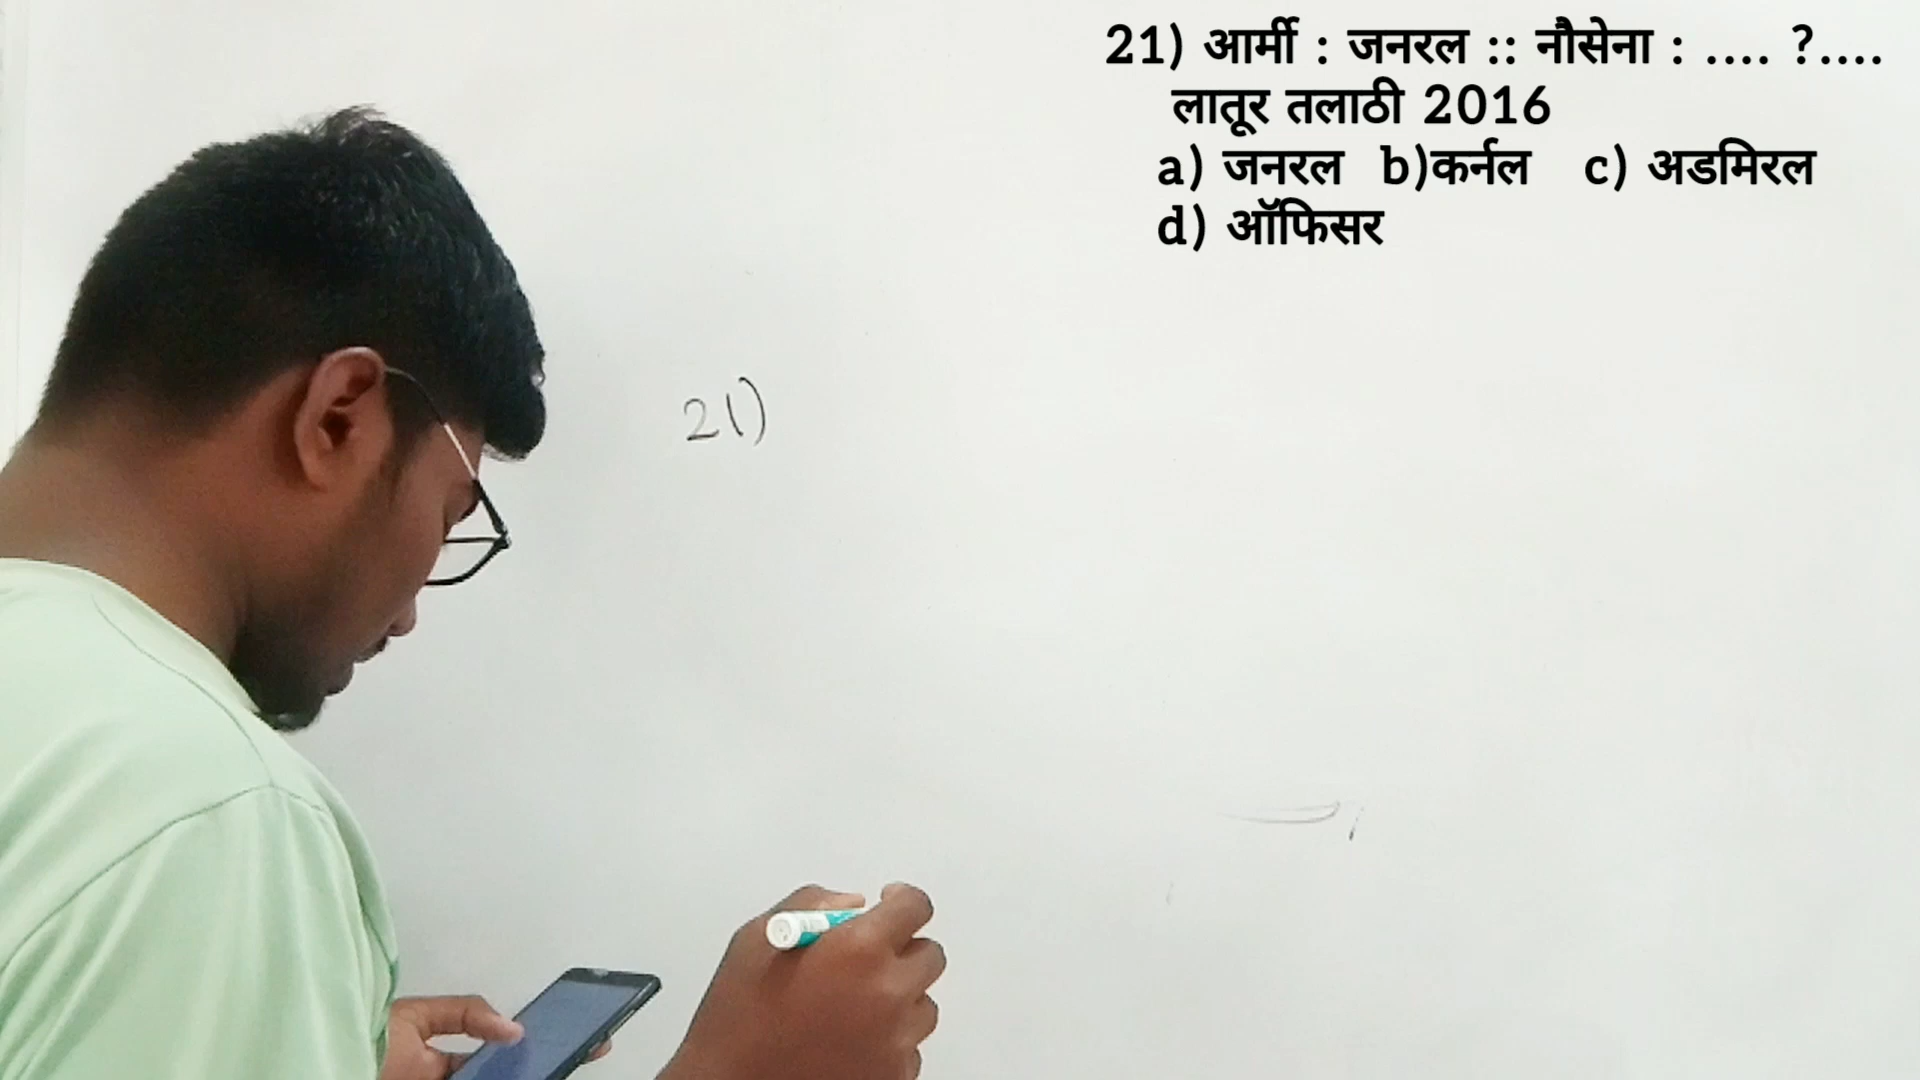 21) आर्मी : जनरल :: नौसेना : .... ?....
लातूर तलाठी 2016
a) जनरल b)कर्नल c) अडमिरल
d) ऑफिसर
21)